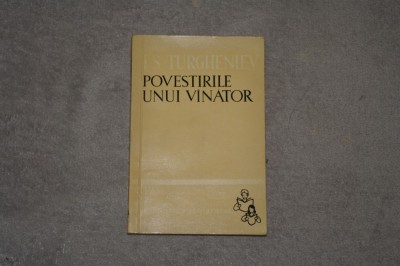 I.S. TURGHENIEV
POVESTIRILE
UNUI VINATOR